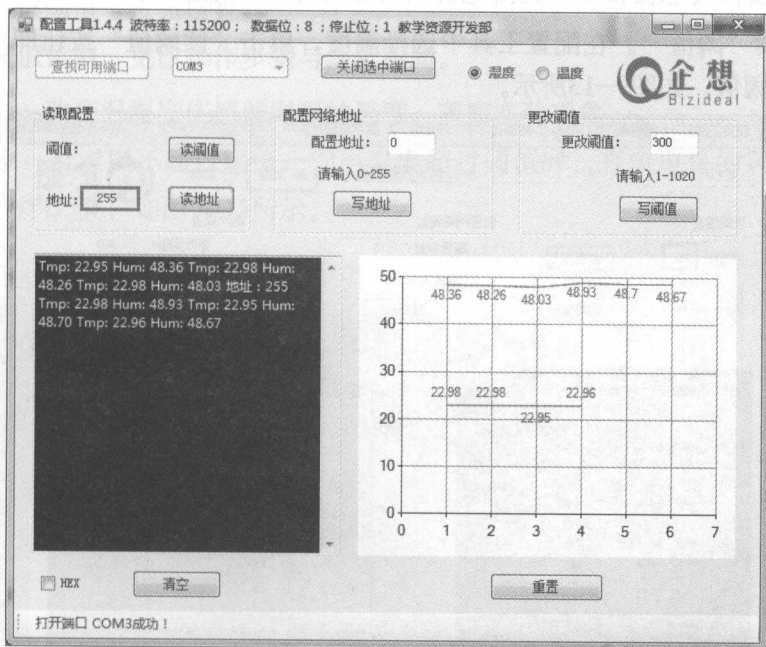 配置工具1.4.4 波特率：115200； 数据位：8 ；停止位：1 教学资源开发部
查找可用端口 COM3 关闭选中端口 湿度 温度
企想
Bizideal
读取配置 配置网络地址 更改阈值
阈值： 读阈值 配置地址： 0 更改阈值： 300
请输入0-255 请输入1-1020
地址： 255 读地址 写地址 写阈值
Tmp: 22.95 Hum: 48.36 Tmp: 22.98 Hum:
48.26 Tmp: 22.98 Hum: 48.03 地址：255
Tmp: 22.98 Hum: 48.93 Tmp: 22.95 Hum:
48.70 Tmp: 22.96 Hum: 48.67
50
48.36 48.26 48.03 48.93 48.7 48.67
40
30
22.98 22.98 22.95 22.96
20
10
0
0 1 2 3 4 5 6 7
HEX 清空 重置
打开端口 COM3成功！